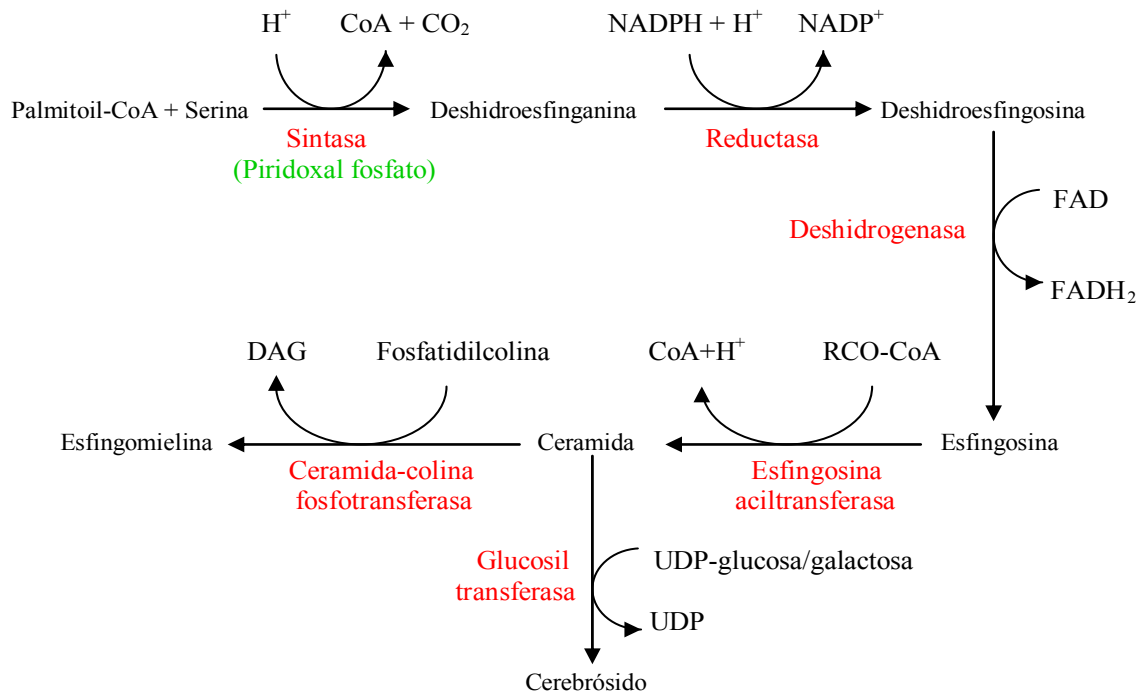 H⁺ CoA + CO₂ NADPH + H⁺ NADP⁺
Palmitoil-CoA + Serina Deshidroesfinganina Deshidroesfingosina
Sintasa Reductasa
(Piridoxal fosfato)
FAD
Deshidrogenasa
FADH₂
DAG Fosfatidilcolina CoA+H⁺ RCO-CoA
Esfingomielina Ceramida Esfingosina
Ceramida-colina Esfingosina
fosfotransferasa aciltransferasa
Glucosil UDP-glucosa/galactosa
transferasa
UDP
Cerebrósido